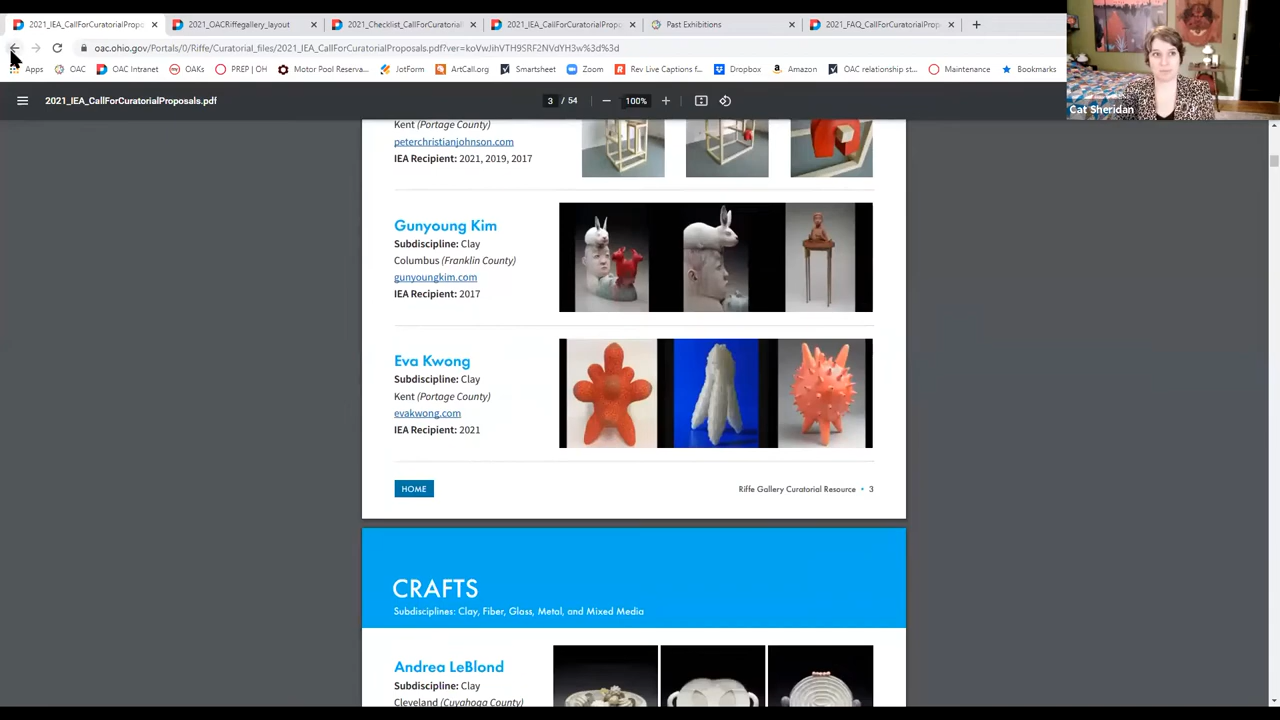 2021_IEA_CallForCuratorialPropo
2021_OACRiffegallery_layout
2021_Checklist_CallForCuratorial
2021_IEA_CallForCuratorialPropo
Past Exhibitions
2021_FAQ_CallForCuratorialProp
oac.ohio.gov/Portals/0/Riffe/Curatorial_files/2021_IEA_CallForCuratorialProposals.pdf?ver=koVwJihVTH9SRF2NVdYH3w%3d%3d
Apps OAC OAC Intranet OAKs PREP | OH Motor Pool Reserva... JotForm ArtCall.org Smartsheet Zoom Rev Live Captions f... Dropbox Amazon OAC relationship st... Maintenance Bookmarks
Cat Sheridan
2021_IEA_CallForCuratorialProposals.pdf
3 / 54
100%
Kent (Portage County)
peterchristianjohnson.com
IEA Recipient: 2021, 2019, 2017
Gunyoung Kim
Subdiscipline: Clay
Columbus (Franklin County)
gunyoungkim.com
IEA Recipient: 2017
Eva Kwong
Subdiscipline: Clay
Kent (Portage County)
evakwong.com
IEA Recipient: 2021
HOME
Riffe Gallery Curatorial Resource • 3
CRAFTS
Subdisciplines: Clay, Fiber, Glass, Metal, and Mixed Media
Andrea LeBlond
Subdiscipline: Clay
Cleveland (Cuyahoga County)